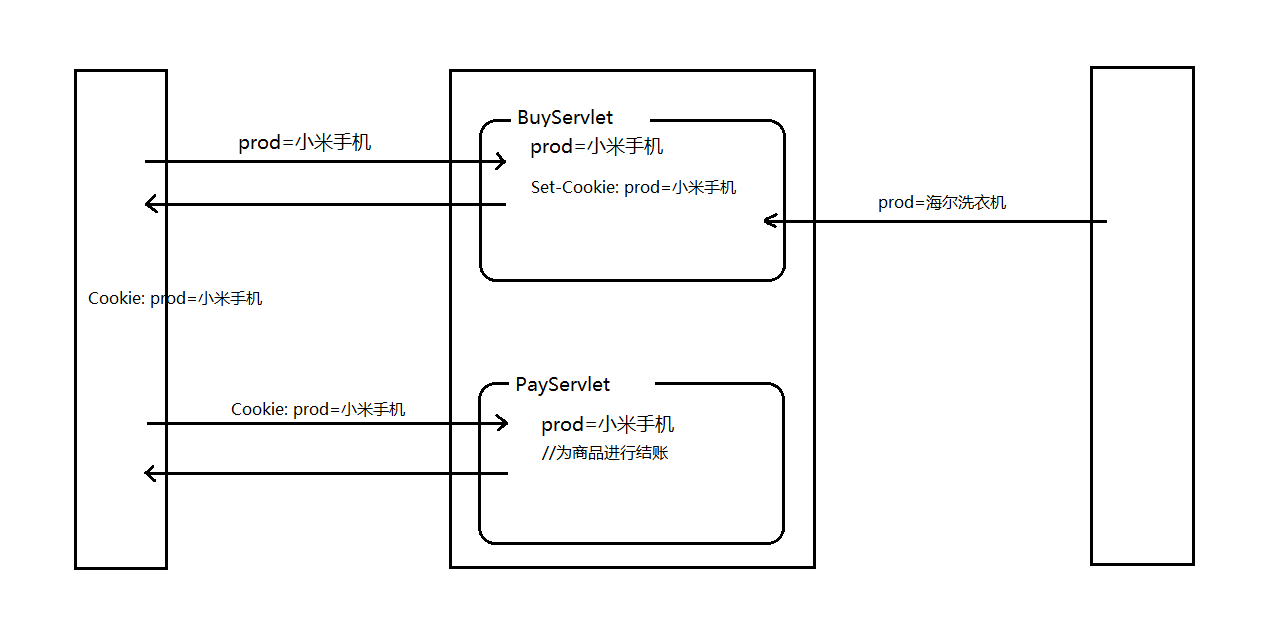 BuyServlet
prod=小米手机
prod=小米手机
Set-Cookie: prod=小米手机
prod=海尔洗衣机
Cookie: prod=小米手机
PayServlet
Cookie: prod=小米手机
prod=小米手机
//为商品进行结账